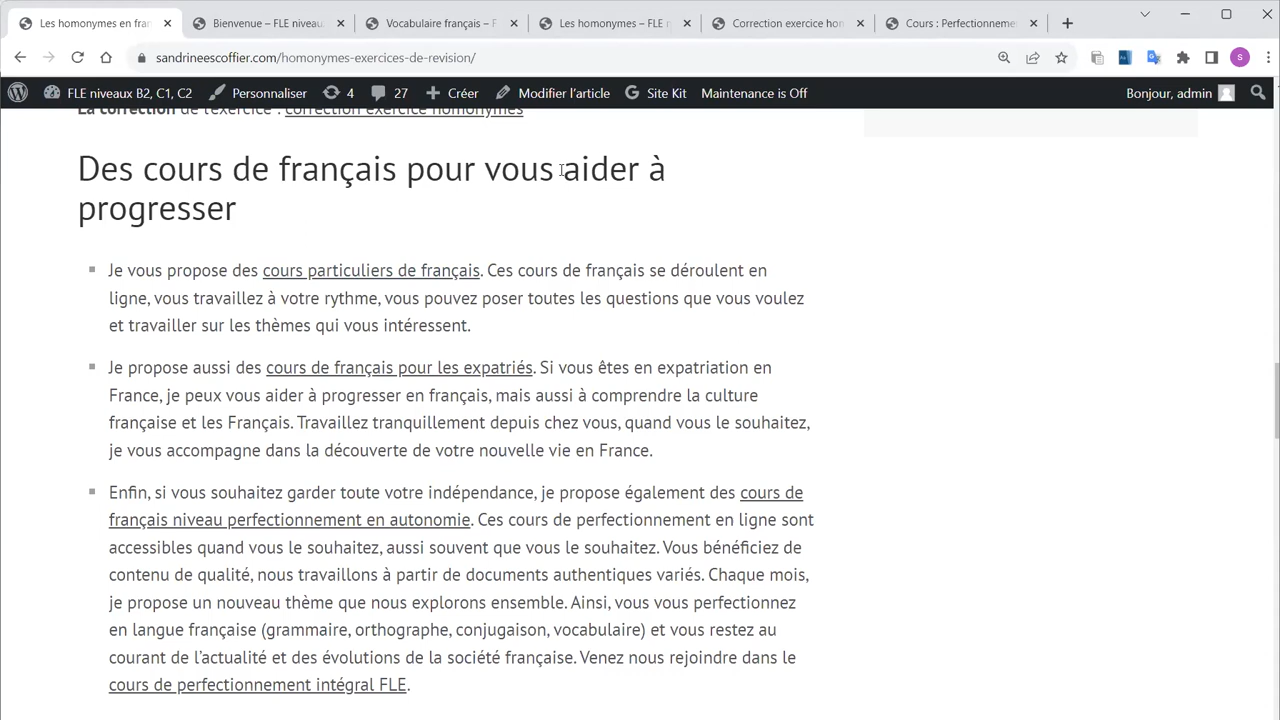 Les homonymes en fran
Bienvenue – FLE niveau
Vocabulaire français – F
Les homonymes – FLE n
Correction exercice hom
Cours : Perfectionneme
sandrineescoffier.com/homonymes-exercices-de-revision/
S
FLE niveaux B2, C1, C2 Personnaliser 4 27 Créer Modifier l'article Site Kit Maintenance is Off Bonjour, admin
La correction de l'exercice : correction exercice homonymes
Des cours de français pour vous aider à
progresser
Je vous propose des cours particuliers de français. Ces cours de français se déroulent en
ligne, vous travaillez à votre rythme, vous pouvez poser toutes les questions que vous voulez
et travailler sur les thèmes qui vous intéressent.
Je propose aussi des cours de français pour les expatriés. Si vous êtes en expatriation en
France, je peux vous aider à progresser en français, mais aussi à comprendre la culture
française et les Français. Travaillez tranquillement depuis chez vous, quand vous le souhaitez,
je vous accompagne dans la découverte de votre nouvelle vie en France.
Enfin, si vous souhaitez garder toute votre indépendance, je propose également des cours de
français niveau perfectionnement en autonomie. Ces cours de perfectionnement en ligne sont
accessibles quand vous le souhaitez, aussi souvent que vous le souhaitez. Vous bénéficiez de
contenu de qualité, nous travaillons à partir de documents authentiques variés. Chaque mois,
je propose un nouveau thème que nous explorons ensemble. Ainsi, vous vous perfectionnez
en langue française (grammaire, orthographe, conjugaison, vocabulaire) et vous restez au
courant de l'actualité et des évolutions de la société française. Venez nous rejoindre dans le
cours de perfectionnement intégral FLE.